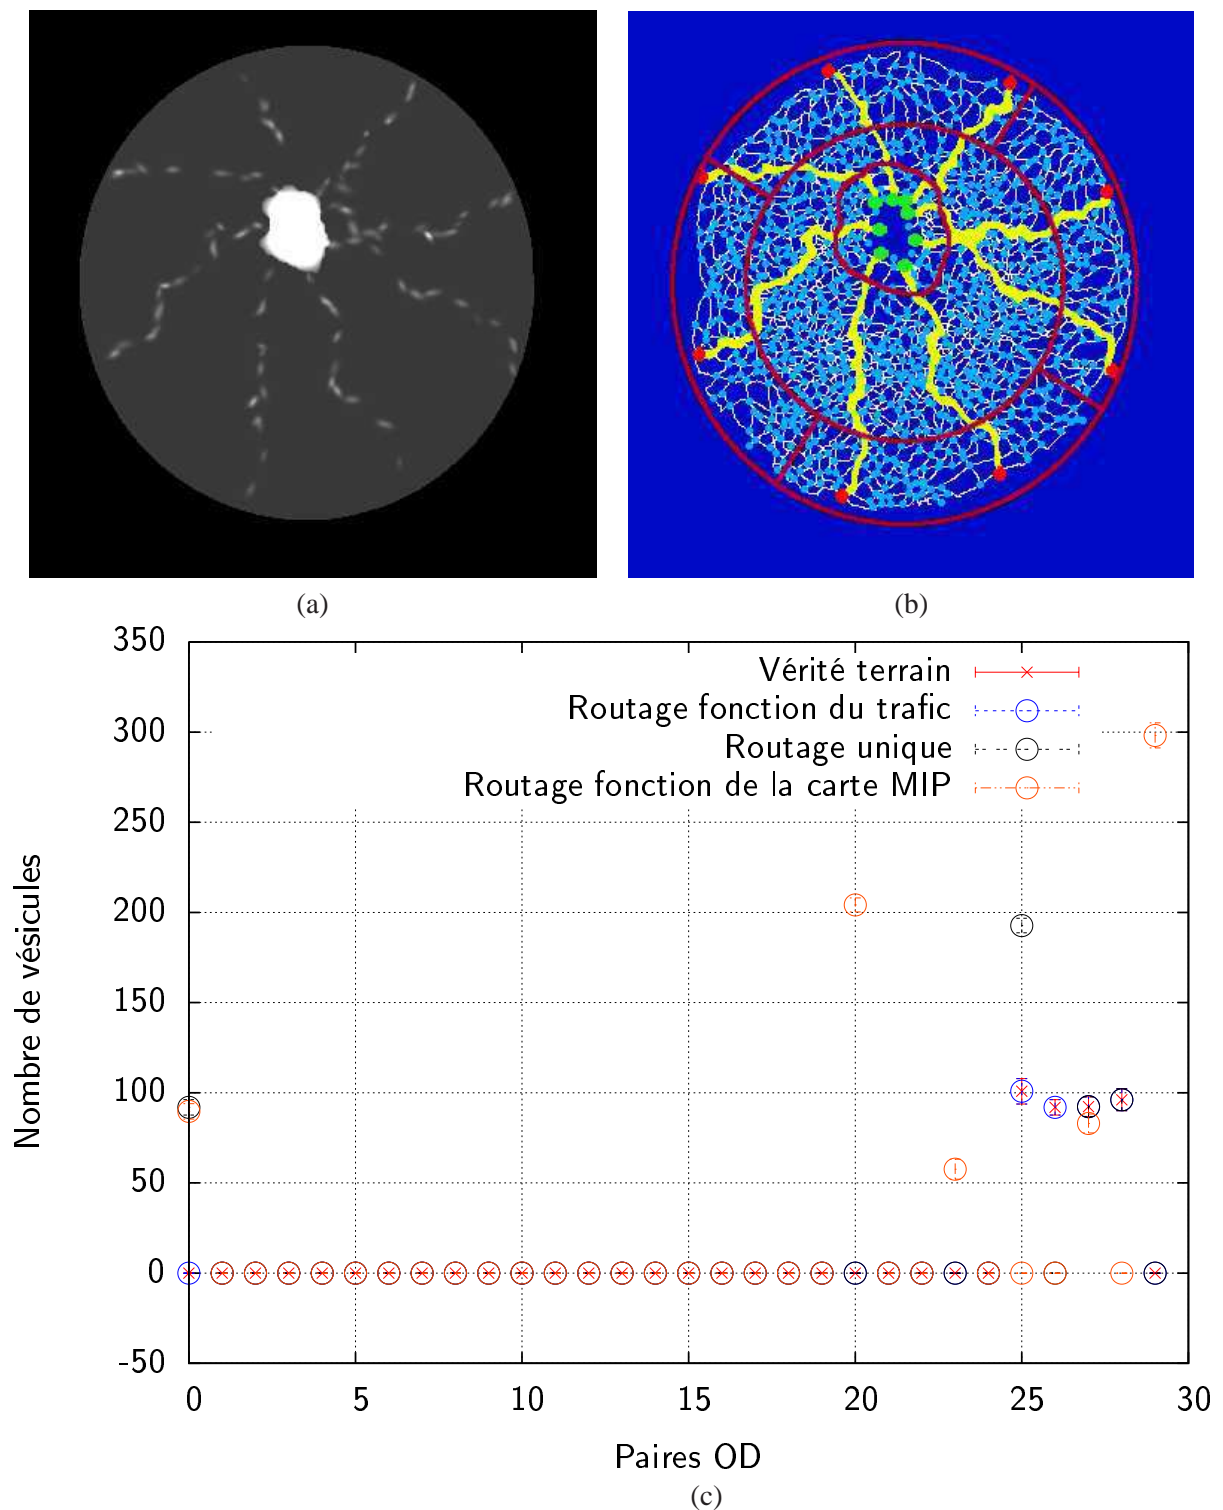 (a)
(b)
350
300
250
200
150
100
50
0
-50
Vérité terrain
Routage fonction du trafic
Routage unique
Routage fonction de la carte MIP
Nombre de vésicules
0 5 10 15 20 25 30
Paires OD
(c)